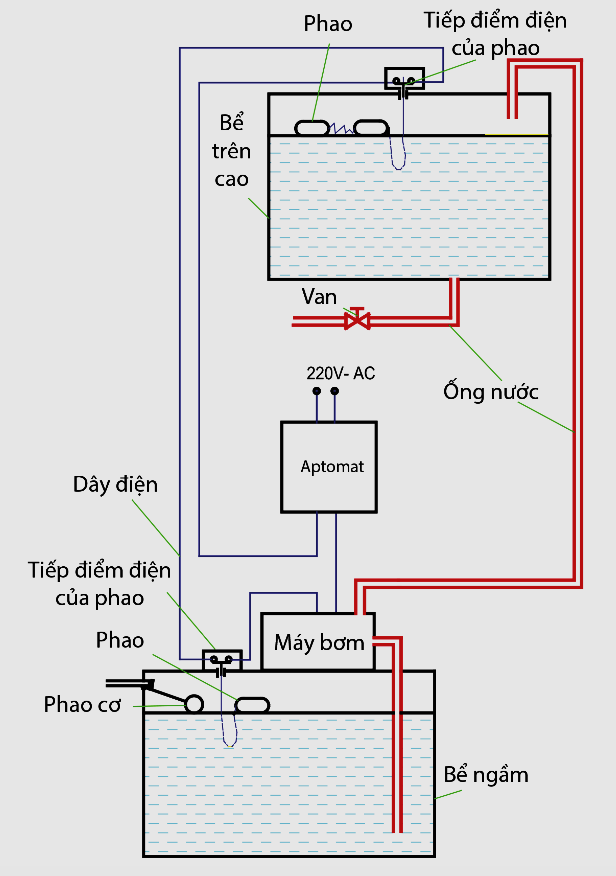 Phao
Tiếp điểm điện
của phao
Bể
trên
cao
Van
220V- AC
Ống nước
Aptomat
Dây điện
Tiếp điểm điện
của phao
Phao
Máy bơm
Phao cơ
Bể ngầm